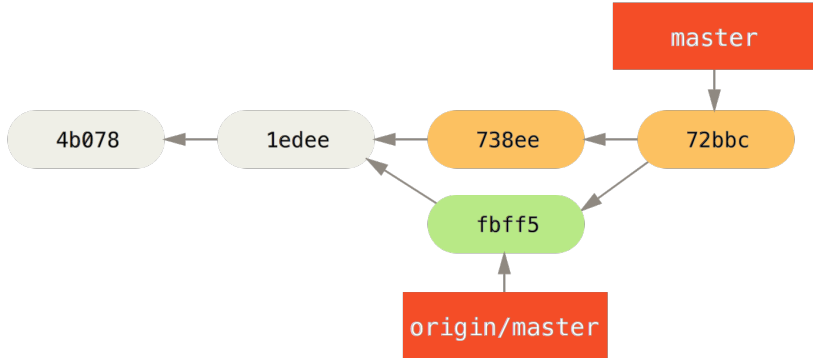 master
4b078
1edee
738ee
72bbc
fbff5
origin/master